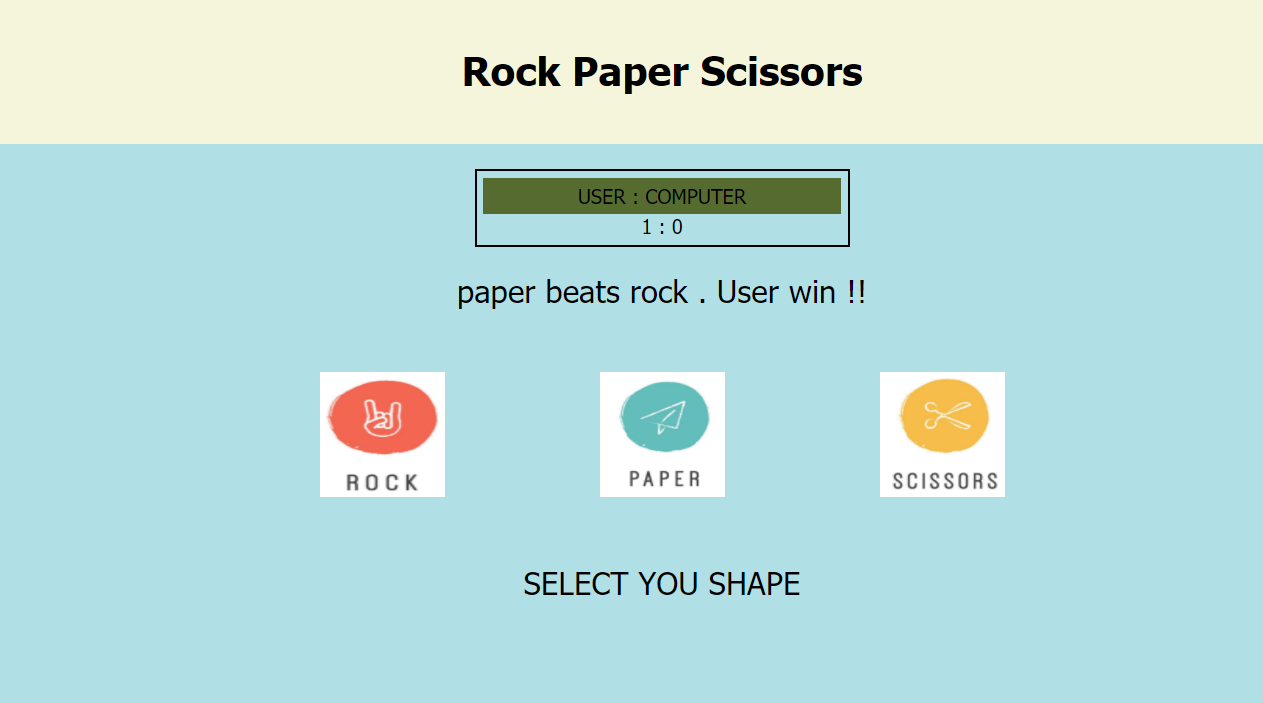 Rock Paper Scissors
USER : COMPUTER
1 : 0
paper beats rock . User win !!
ROCK
PAPER
SCISSORS
SELECT YOU SHAPE